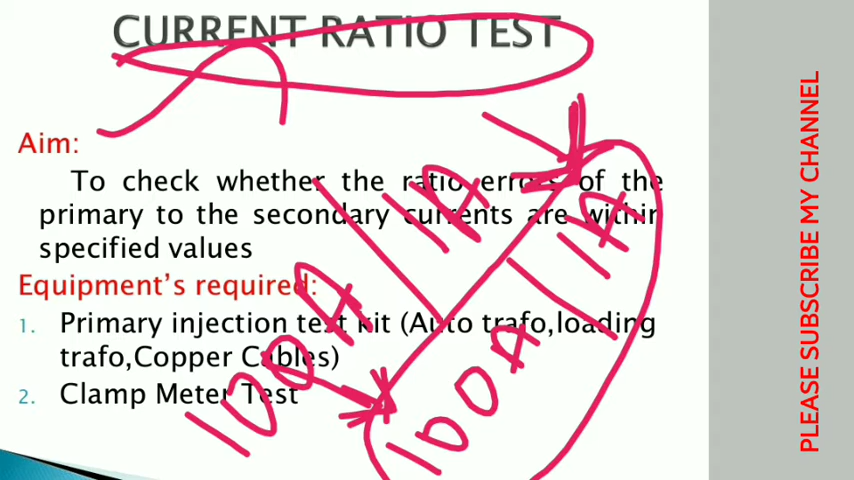 CURRENT RATIO TEST
Aim:
To check whether the ratio errors of the
primary to the secondary currents are within
specified values
Equipment's required:
1. Primary injection test kit (Auto trafo,loading
trafo,Copper Cables)
2. Clamp Meter Test
100A / 1A
100A / 1A
PLEASE SUBSCRIBE MY CHANNEL